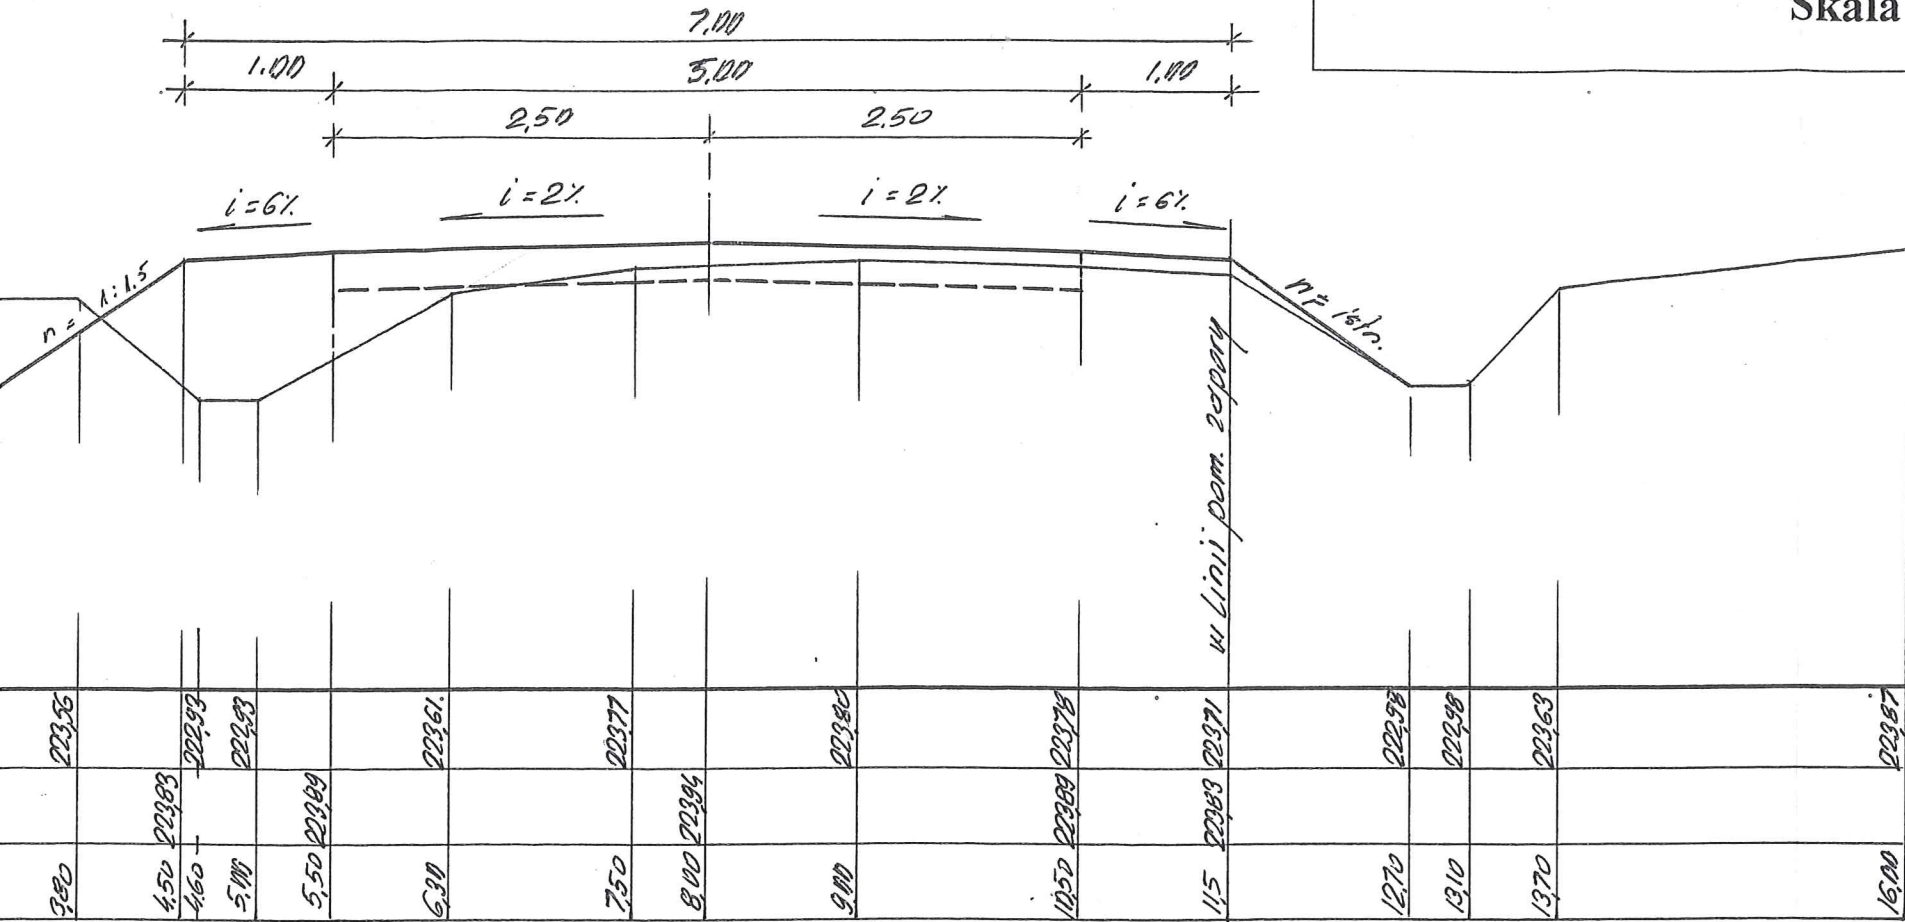 Skala
7,00
1.00 5,00 1,00
2,50 2.50
i=6% i=2% i=2% i=6%
n = 1:1.5
n = istn.
w Linii pom. zapory
223,56 222,93 222,93 223,61. 223,77 223,80 223,78 223,71 222,98 222,98 223,63 223,87
223,83 223,89 223,94 223,89 223,83
3,80 4.50 4,60 5,00 5,50 6,30 7,50 8,00 9,00 10,50 11,5 12,70 13,10 13,70 16,00